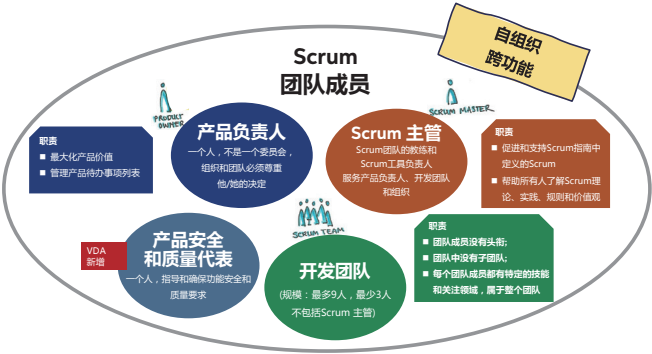 自组织
跨功能
Scrum
团队成员
PRODUCT
OWNER
SCRUM MASTER
职责
■ 最大化产品价值
■ 管理产品待办事项列表
产品负责人
一个人，不是一个委员会，
组织和团队必须尊重
他/她的决定
Scrum 主管
Scrum团队的教练和
Scrum工具负责人
服务产品负责人、开发团队
和组织
职责
■ 促进和支持Scrum指南中
定义的Scrum
■ 帮助所有人了解Scrum理
论、实践、规则和价值观
VDA
新增
产品安全
和质量代表
一个人，指导和确保功能安全和
质量要求
SCRUM TEAM
开发团队
(规模：最多9人，最少3人
不包括Scrum 主管)
职责
■ 团队成员没有头衔;
■ 团队中没有子团队;
■ 每个团队成员都有特定的技能
和关注领域，属于整个团队